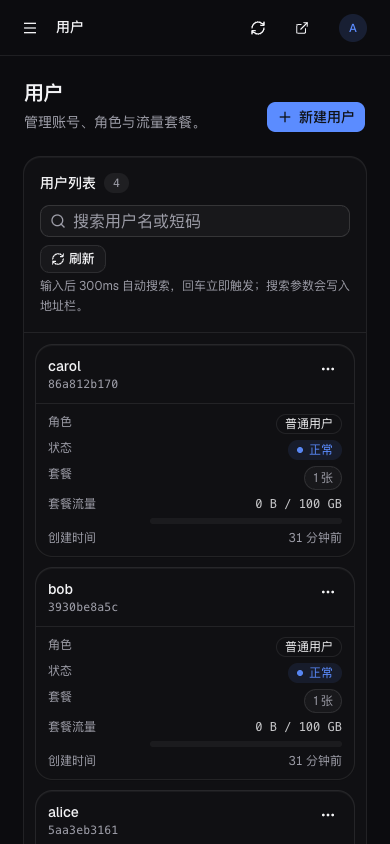 用户
A
用户
管理账号、角色与流量套餐。
新建用户
用户列表 4
搜索用户名或短码
刷新
输入后 300ms 自动搜索，回车立即触发；搜索参数会写入
地址栏。
carol
86a812b170
角色 普通用户
状态 正常
套餐 1 张
套餐流量 0 B / 100 GB
创建时间 31 分钟前
bob
3930be8a5c
角色 普通用户
状态 正常
套餐 1 张
套餐流量 0 B / 100 GB
创建时间 31 分钟前
alice
5aa3eb3161